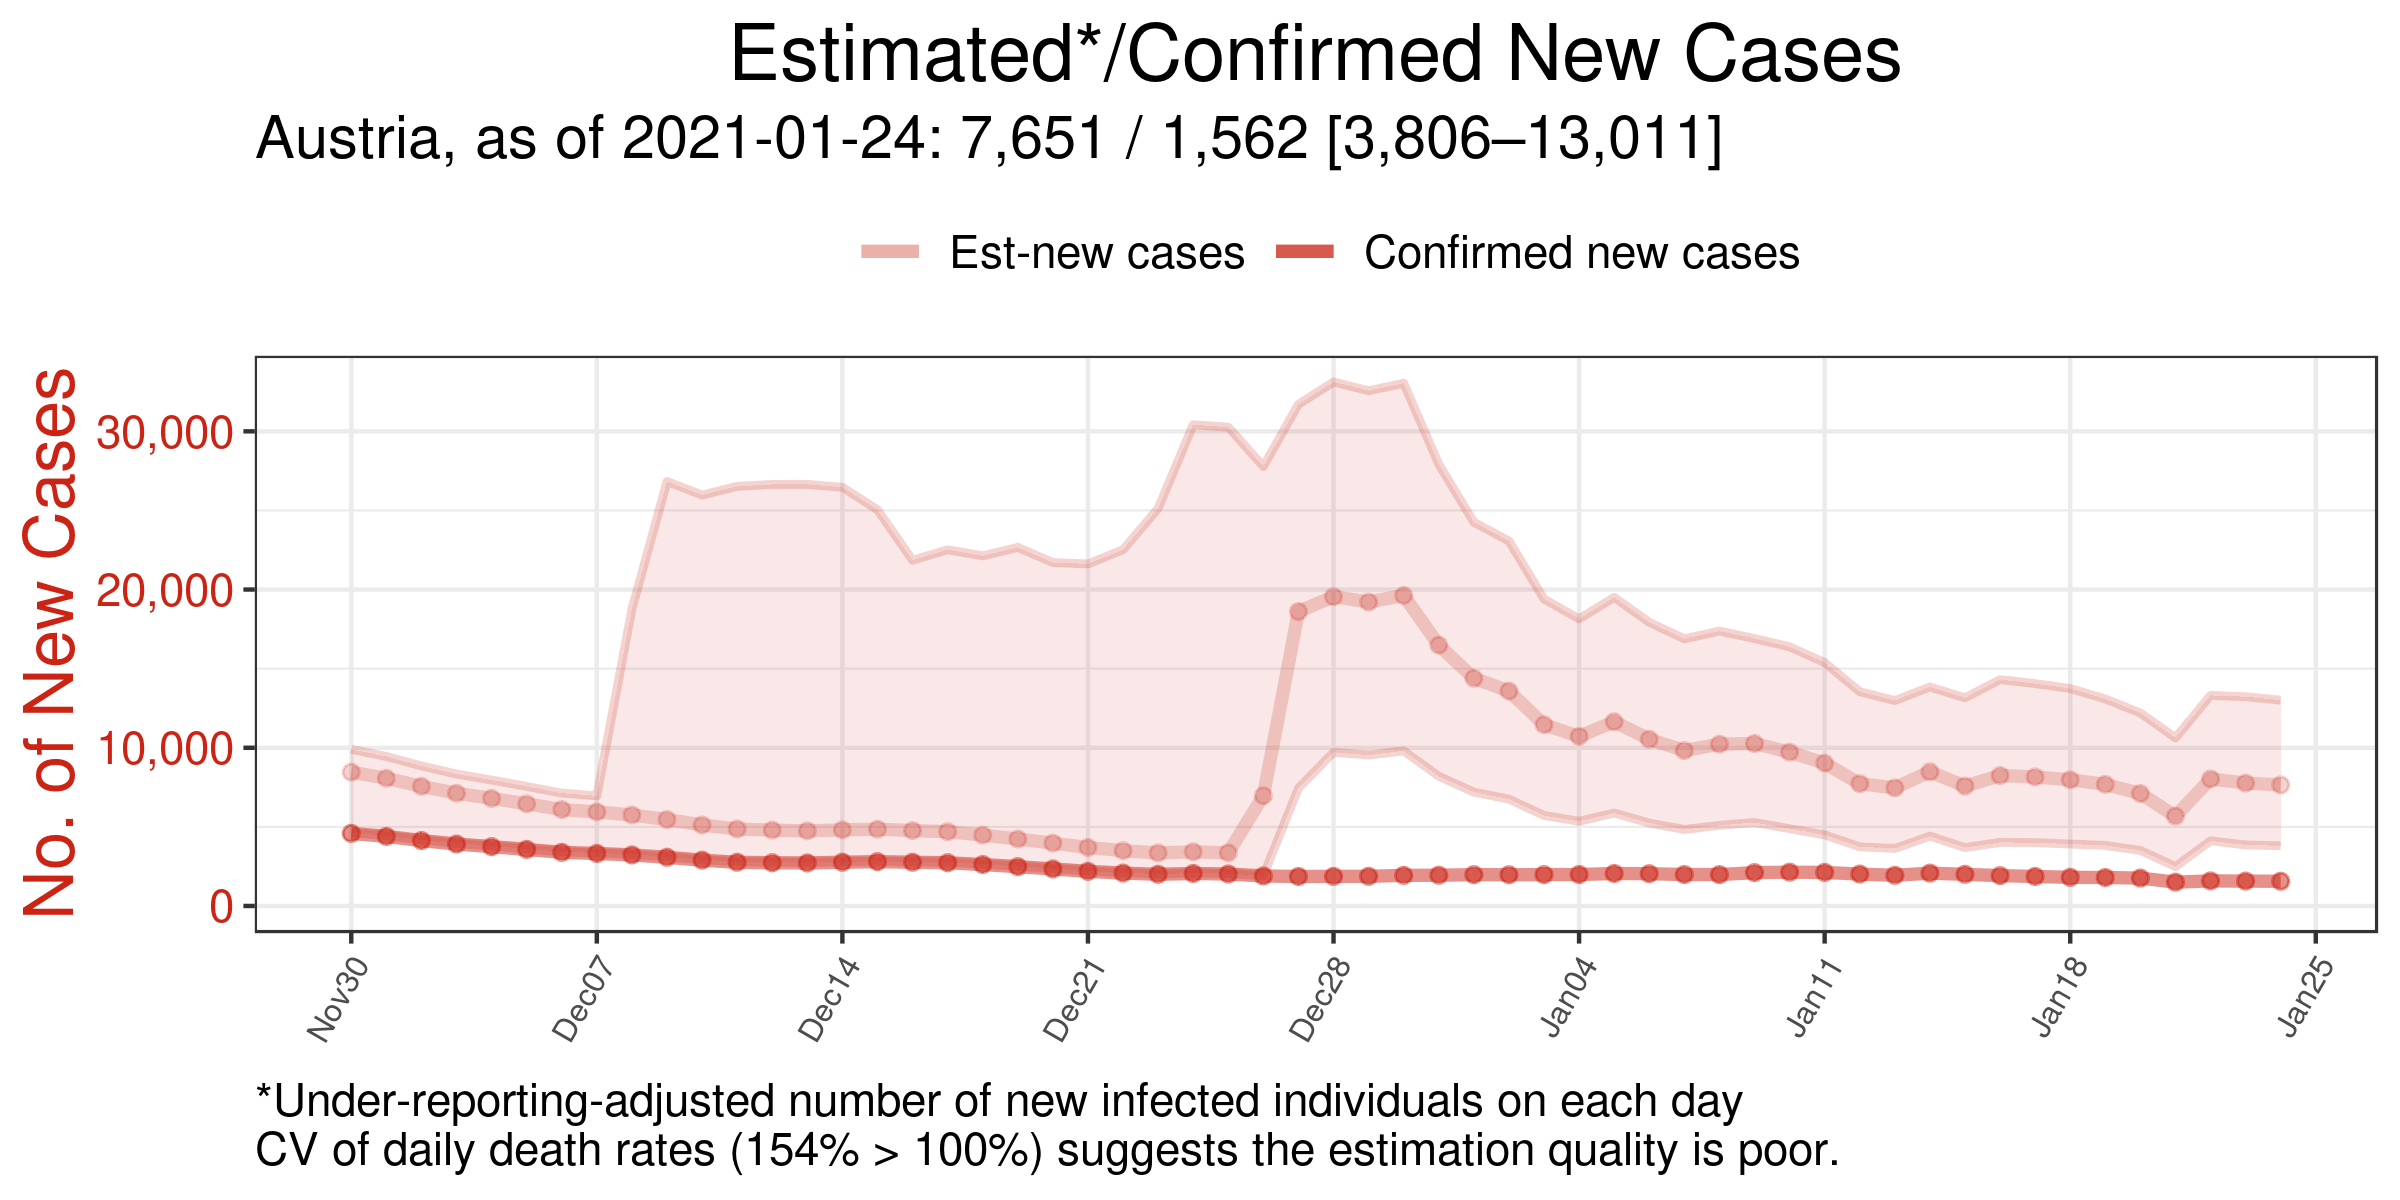 Estimated*/Confirmed New Cases
Austria, as of 2021-01-24: 7,651 / 1,562 [3,806–13,011]
Est-new cases
Confirmed new cases
No. of New Cases
30,000
20,000
10,000
0
Nov30
Dec07
Dec14
Dec21
Dec28
Jan04
Jan11
Jan18
Jan25
*Under-reporting-adjusted number of new infected individuals on each day
CV of daily death rates (154% > 100%) suggests the estimation quality is poor.